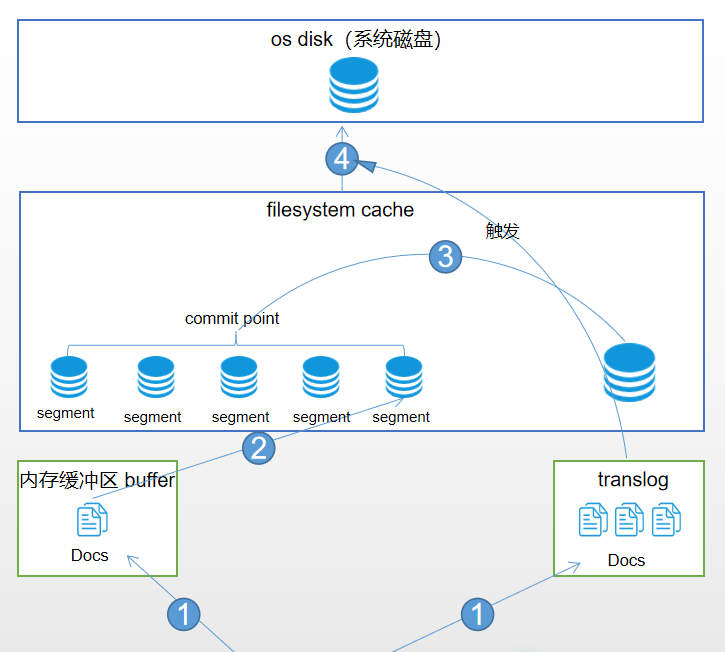 os disk（系统磁盘）
4
filesystem cache
触发
3
commit point
segment
segment
segment
segment
segment
2
内存缓冲区 buffer
translog
Docs
Docs
1
1